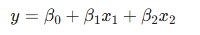 y = β₀ + β₁x₁ + β₂x₂